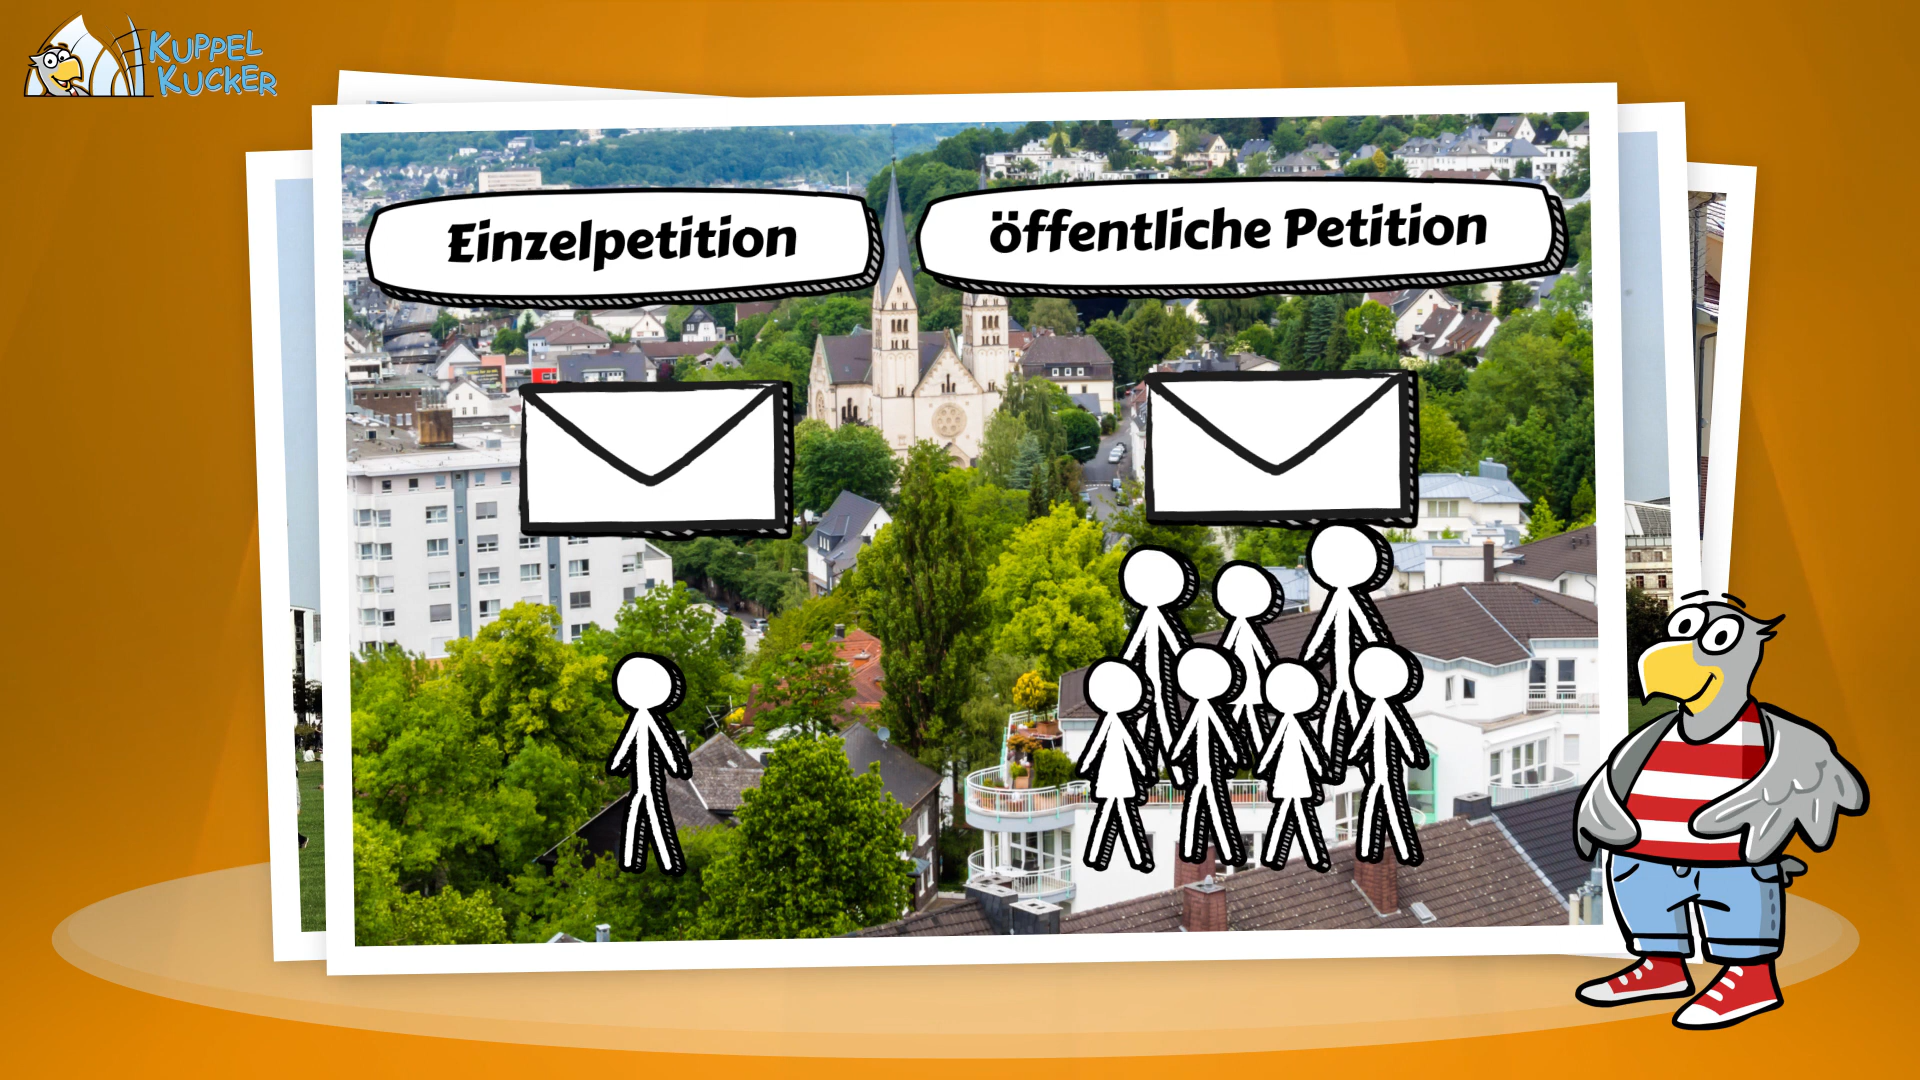 KUPPEL
KUCKER
Einzelpetition
öffentliche Petition